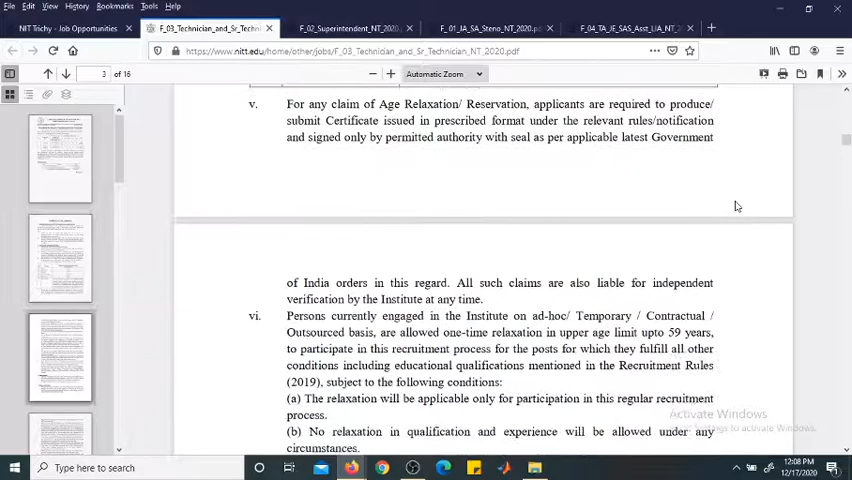 File Edit View History Bookmarks Tools Help
NIT Trichy - Job Opportunities
F_03_Technician_and_Sr_Techni
F_02_Superintendent_NT_2020.
F_01_JA_SA_Steno_NT_2020.pd
F_04_TA_JE_SAS_Asst_LIA_NT_2
https://www.nitt.edu/home/other/jobs/F_03_Technician_and_Sr_Technician_NT_2020.pdf
3 of 16
Automatic Zoom
v. For any claim of Age Relaxation/ Reservation, applicants are required to produce/
submit Certificate issued in prescribed format under the relevant rules/notification
and signed only by permitted authority with seal as per applicable latest Government
of India orders in this regard. All such claims are also liable for independent
verification by the Institute at any time.
vi. Persons currently engaged in the Institute on ad-hoc/ Temporary / Contractual /
Outsourced basis, are allowed one-time relaxation in upper age limit upto 59 years,
to participate in this recruitment process for the posts for which they fulfill all other
conditions including educational qualifications mentioned in the Recruitment Rules
(2019), subject to the following conditions:
(a) The relaxation will be applicable only for participation in this regular recruitment
process.
Activate Windows
to Settings to activate Windows.
(b) No relaxation in qualification and experience will be allowed under any
circumstances.
Type here to search
12:08 PM
12/17/2020